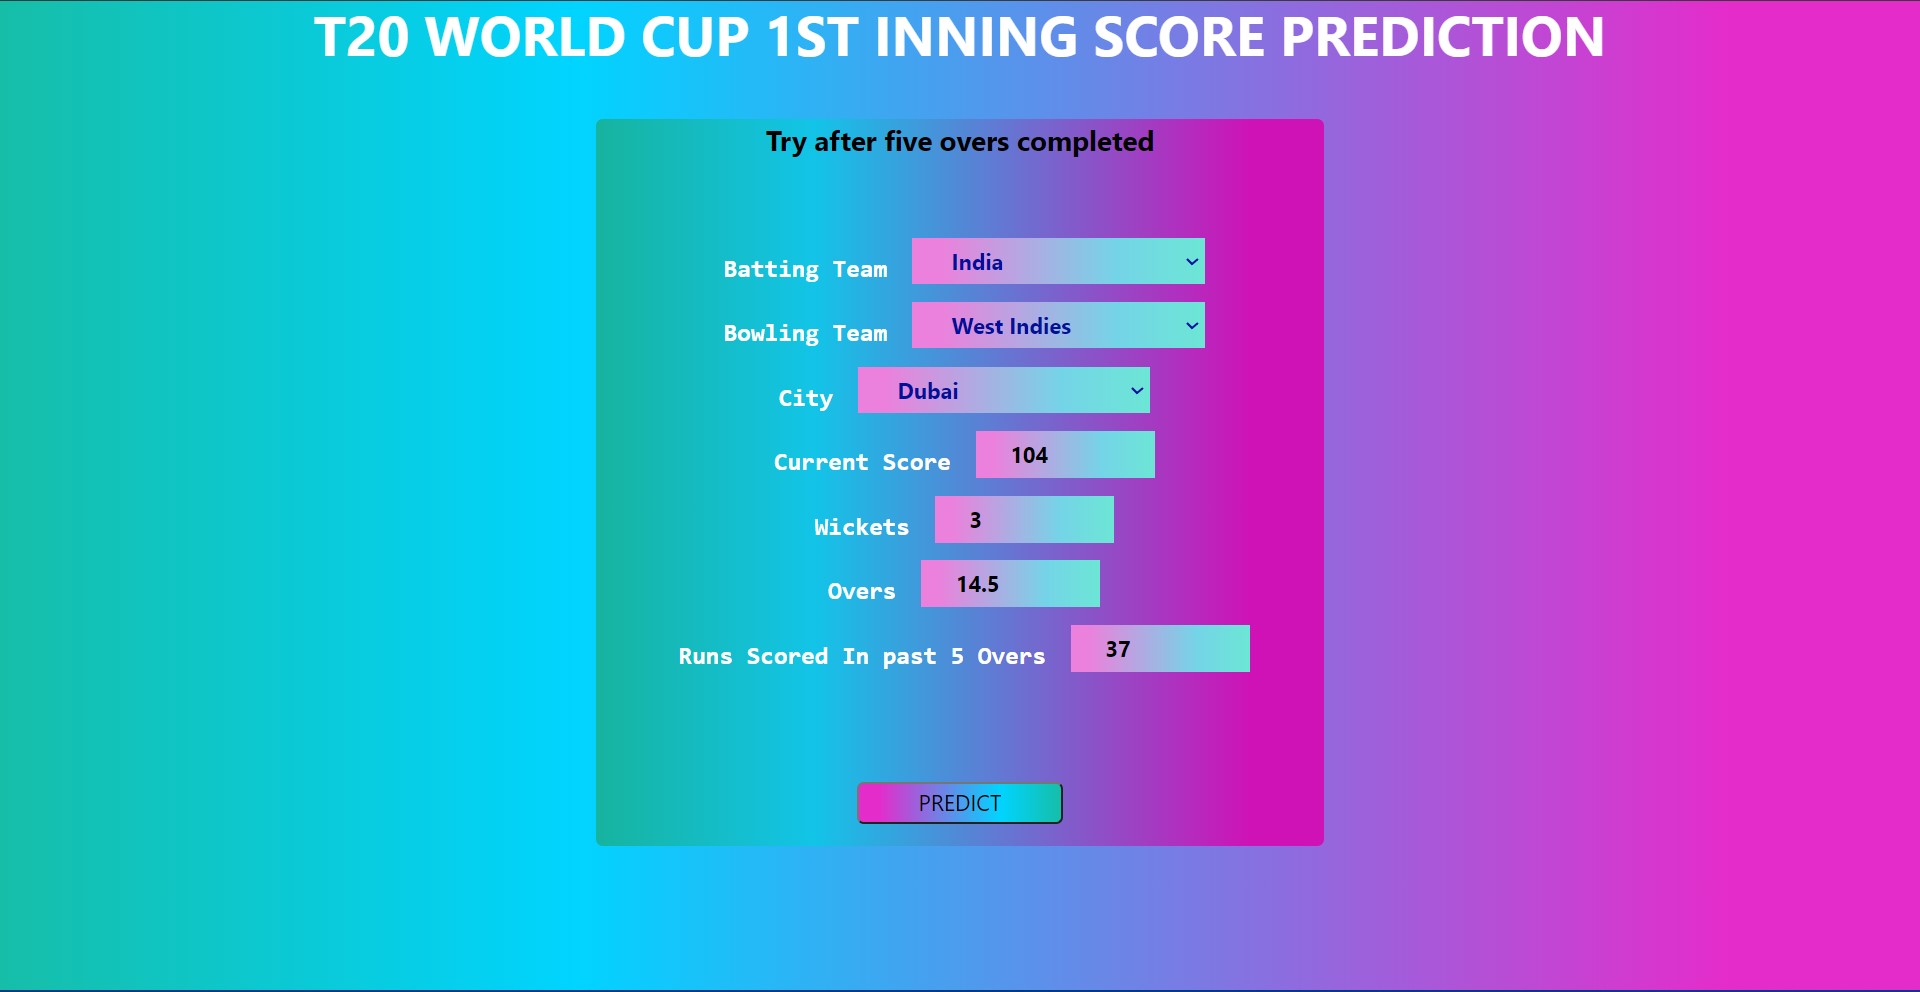 T20 WORLD CUP 1ST INNING SCORE PREDICTION
Try after five overs completed
Batting Team India
Bowling Team West Indies
City Dubai
Current Score 104
Wickets 3
Overs 14.5
Runs Scored In past 5 Overs 37
PREDICT